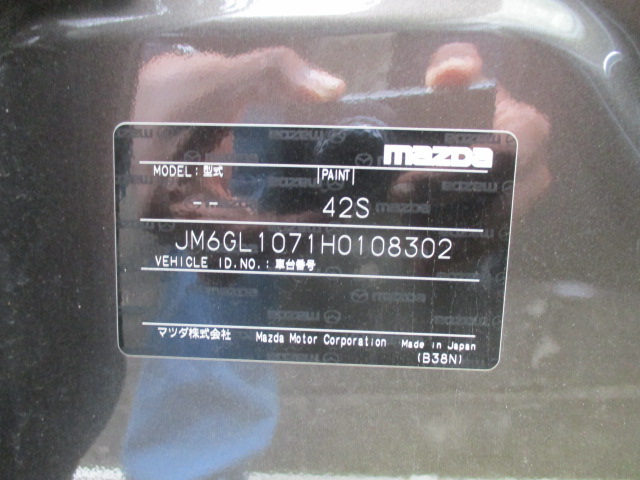 mazda
MODEL：型式 PAINT
-- 42S
JM6GL1071H0108302
VEHICLE ID.NO.：車台番号
マツダ株式会社 Mazda Motor Corporation Made in Japan
(B38N)